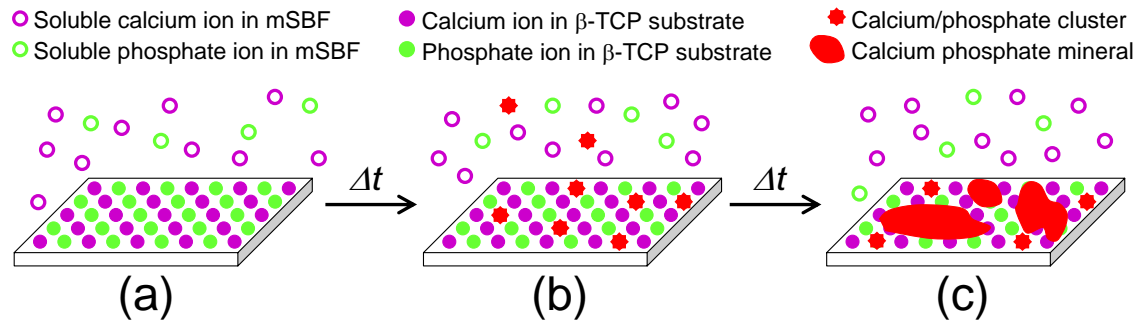 Soluble calcium ion in mSBF
Calcium ion in β-TCP substrate
Calcium/phosphate cluster
Soluble phosphate ion in mSBF
Phosphate ion in β-TCP substrate
Calcium phosphate mineral
Δt
Δt
(a)
(b)
(c)